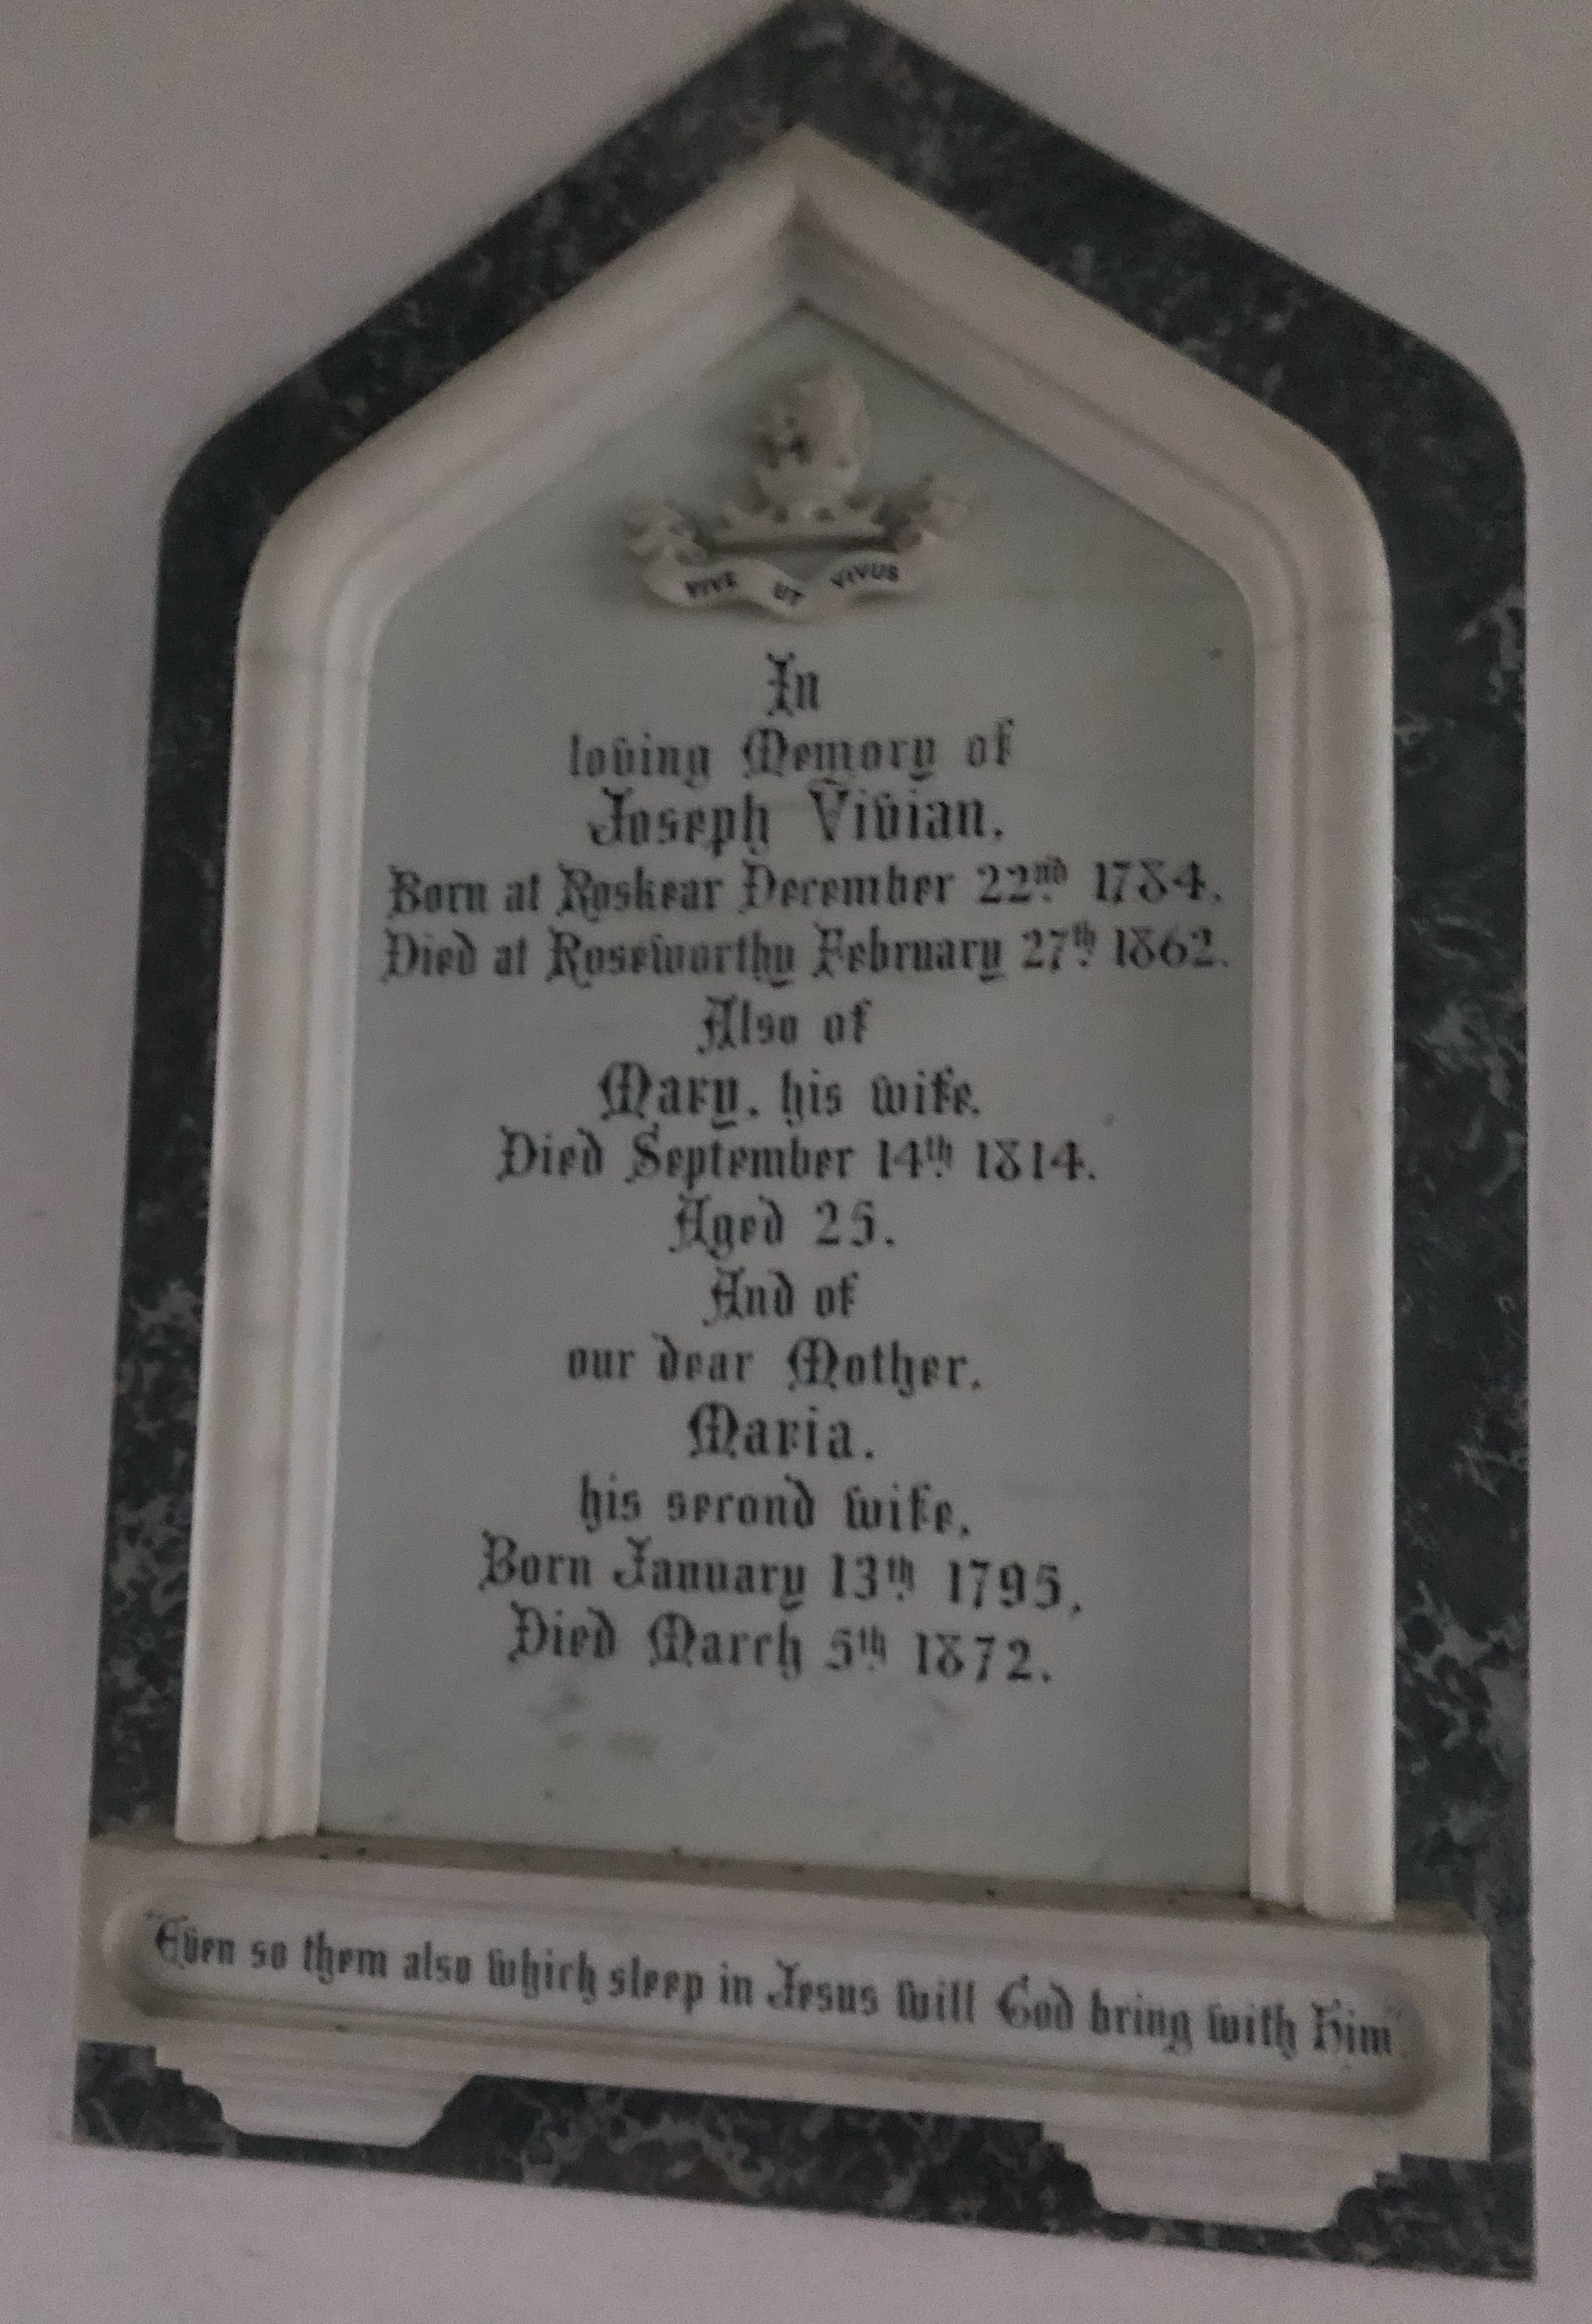 VIVE UT VIVUS
In
loving Memory of
Joseph Vivian,
Born at Roskear December 22nd 1784,
Died at Roseworthy February 27th 1862.
Also of
Mary, his wife,
Died September 14th 1814.
Aged 25.
And of
our dear Mother,
Maria,
his second wife,
Born January 13th 1795,
Died March 5th 1872.
"Even so them also which sleep in Jesus will God bring with Him"